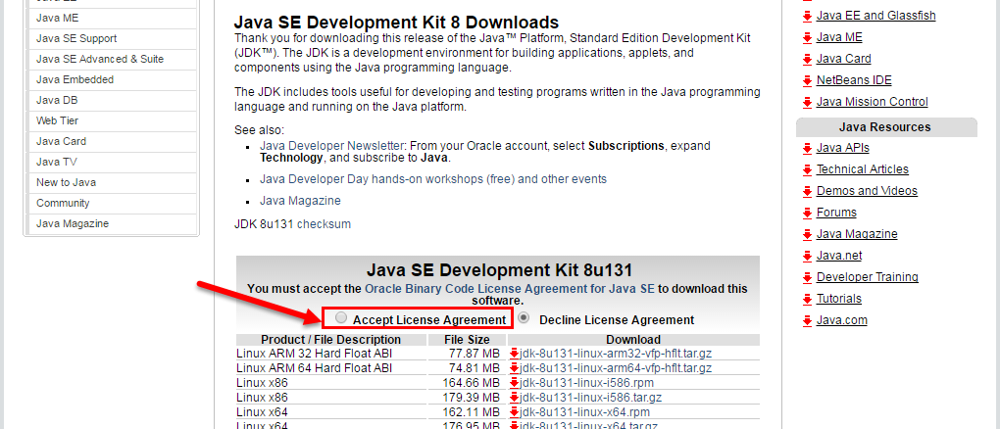 Java ME
Java SE Support
Java SE Advanced & Suite
Java Embedded
Java DB
Web Tier
Java Card
Java TV
New to Java
Community
Java Magazine
Java SE Development Kit 8 Downloads
Thank you for downloading this release of the Java™ Platform, Standard Edition Development Kit
(JDK™). The JDK is a development environment for building applications, applets, and
components using the Java programming language.
The JDK includes tools useful for developing and testing programs written in the Java programming
language and running on the Java platform.
See also:
Java Developer Newsletter: From your Oracle account, select Subscriptions, expand
Technology, and subscribe to Java.
Java Developer Day hands-on workshops (free) and other events
Java Magazine
JDK 8u131 checksum
Java SE Development Kit 8u131
You must accept the Oracle Binary Code License Agreement for Java SE to download this
software.
Accept License Agreement Decline License Agreement
Product / File Description File Size Download
Linux ARM 32 Hard Float ABI 77.87 MB jdk-8u131-linux-arm32-vfp-hflt.tar.gz
Linux ARM 64 Hard Float ABI 74.81 MB jdk-8u131-linux-arm64-vfp-hflt.tar.gz
Linux x86 164.66 MB jdk-8u131-linux-i586.rpm
Linux x86 179.39 MB jdk-8u131-linux-i586.tar.gz
Linux x64 162.11 MB jdk-8u131-linux-x64.rpm
Linux x64 176.95 MB jdk-8u131-linux-x64.tar.gz
Java EE and Glassfish
Java ME
Java Card
NetBeans IDE
Java Mission Control
Java Resources
Java APIs
Technical Articles
Demos and Videos
Forums
Java Magazine
Java.net
Developer Training
Tutorials
Java.com